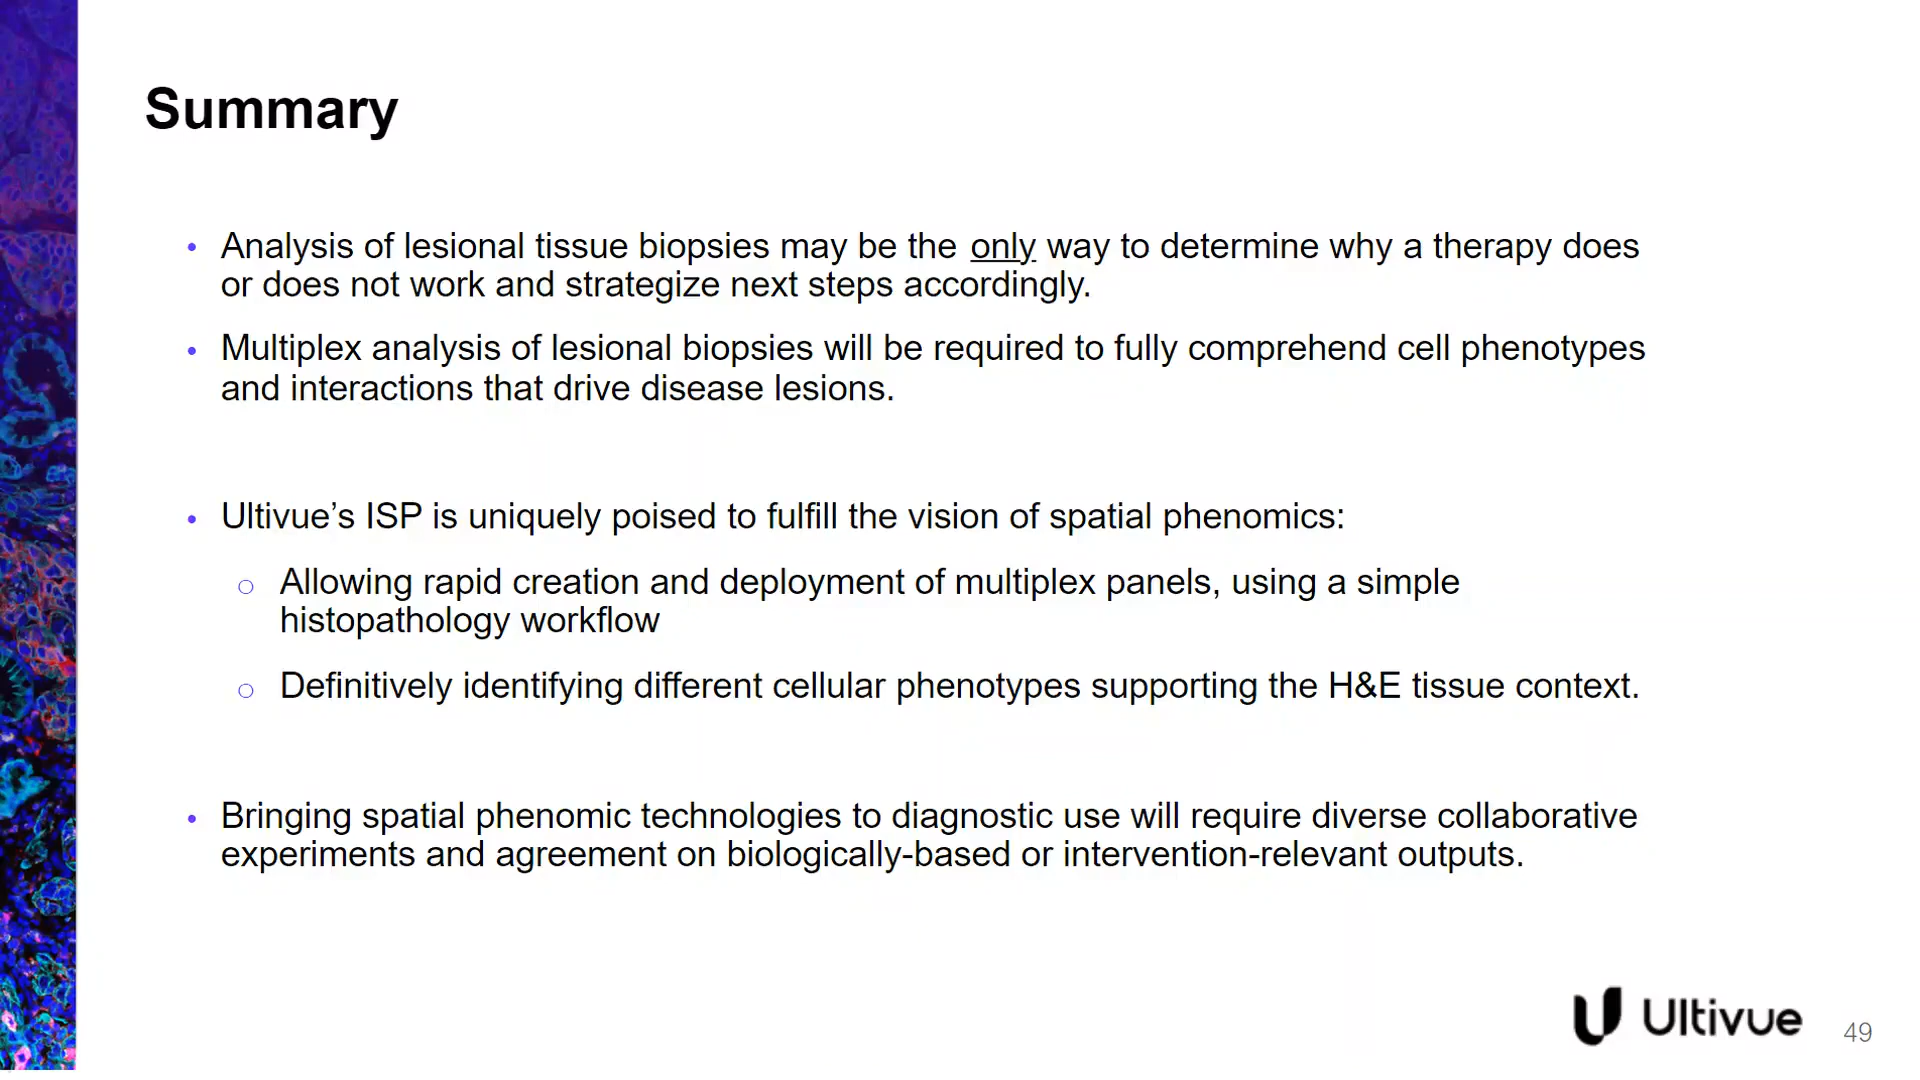 Summary
• Analysis of lesional tissue biopsies may be the only way to determine why a therapy does
or does not work and strategize next steps accordingly.
• Multiplex analysis of lesional biopsies will be required to fully comprehend cell phenotypes
and interactions that drive disease lesions.
• Ultivue’s ISP is uniquely poised to fulfill the vision of spatial phenomics:
○ Allowing rapid creation and deployment of multiplex panels, using a simple
histopathology workflow
○ Definitively identifying different cellular phenotypes supporting the H&E tissue context.
• Bringing spatial phenomic technologies to diagnostic use will require diverse collaborative
experiments and agreement on biologically-based or intervention-relevant outputs.
Ultivue
49